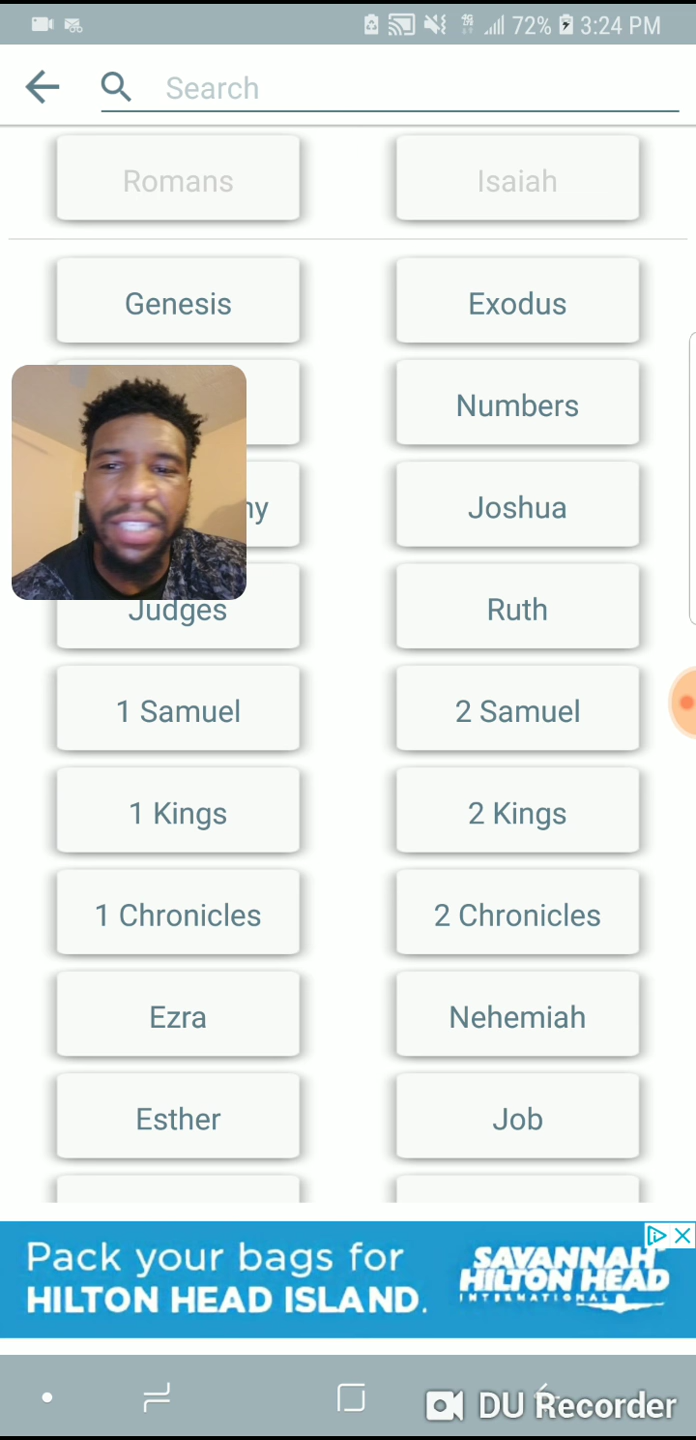 72% 3:24 PM
Search
Romans Isaiah
Genesis Exodus
Numbers
hy Joshua
Judges Ruth
1 Samuel 2 Samuel
1 Kings 2 Kings
1 Chronicles 2 Chronicles
Ezra Nehemiah
Esther Job
Pack your bags for
HILTON HEAD ISLAND.
SAVANNAH
HILTON HEAD
INTERNATIONAL
DU Recorder